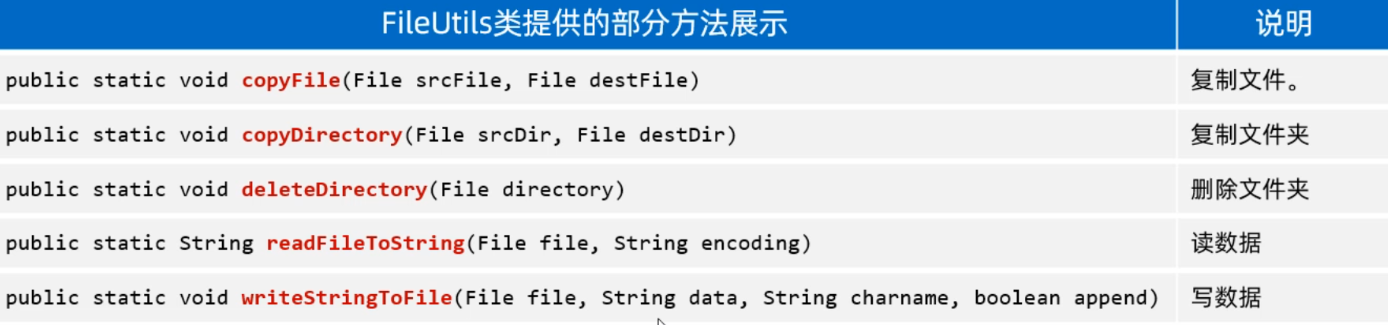 FileUtils类提供的部分方法展示 说明
public static void copyFile(File srcFile, File destFile) 复制文件。
public static void copyDirectory(File srcDir, File destDir) 复制文件夹
public static void deleteDirectory(File directory) 删除文件夹
public static String readFileToString(File file, String encoding) 读数据
public static void writeStringToFile(File file, String data, String charname, boolean append) 写数据